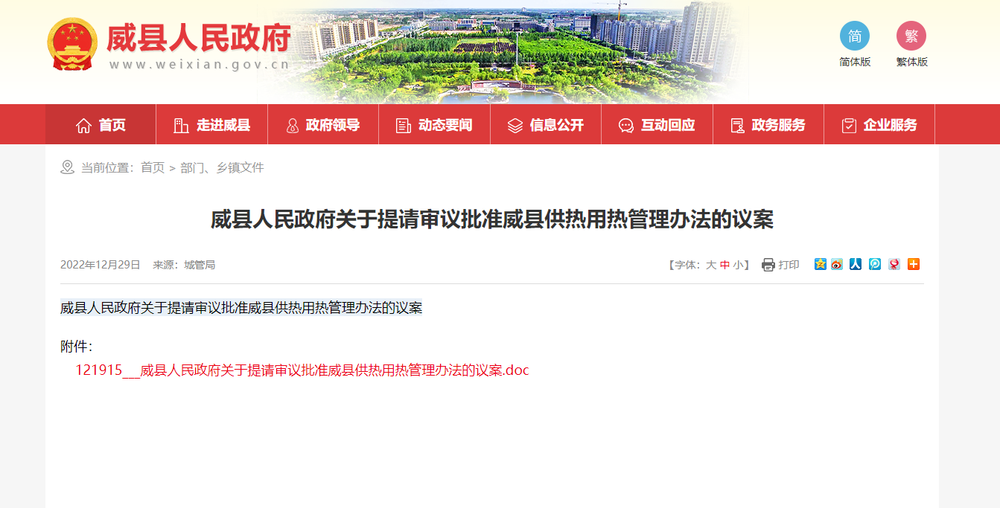 威县人民政府
www.weixian.gov.cn
简 繁
简体版 繁体版
首页 走进威县 政府领导 动态要闻 信息公开 互动回应 政务服务 企业服务
当前位置：首页 > 部门、乡镇文件
威县人民政府关于提请审议批准威县供热用热管理办法的议案
2022年12月29日 来源：城管局 【字体：大 中 小】 打印
威县人民政府关于提请审议批准威县供热用热管理办法的议案
附件：
121915___威县人民政府关于提请审议批准威县供热用热管理办法的议案.doc